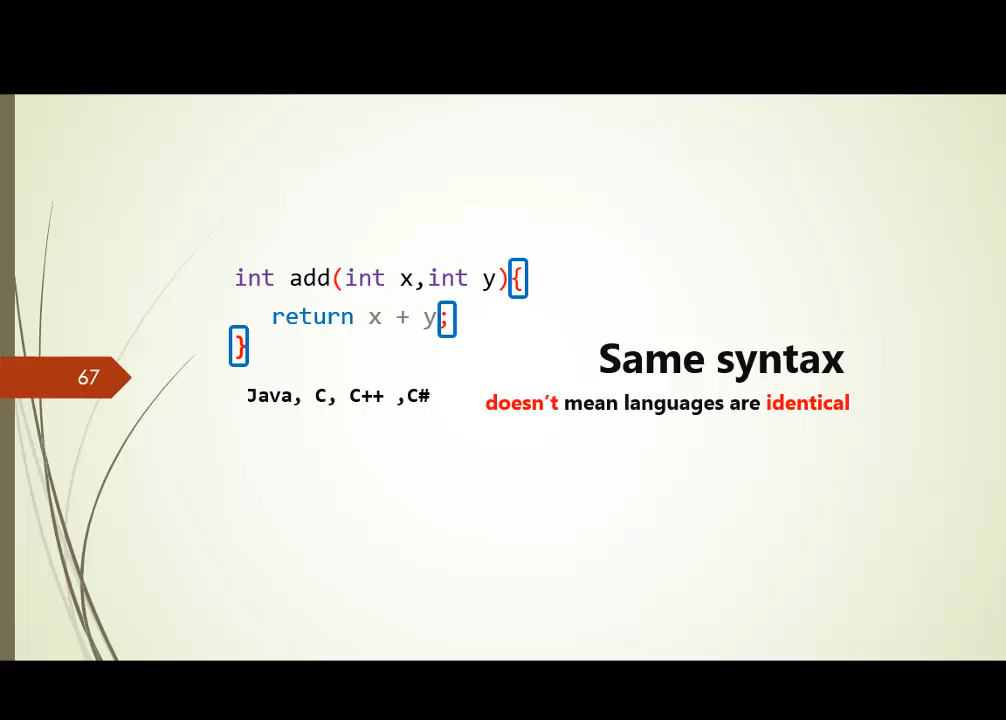 int add(int x,int y){
return x + y;
}
Java, C, C++ ,C#
Same syntax
doesn't mean languages are identical
67